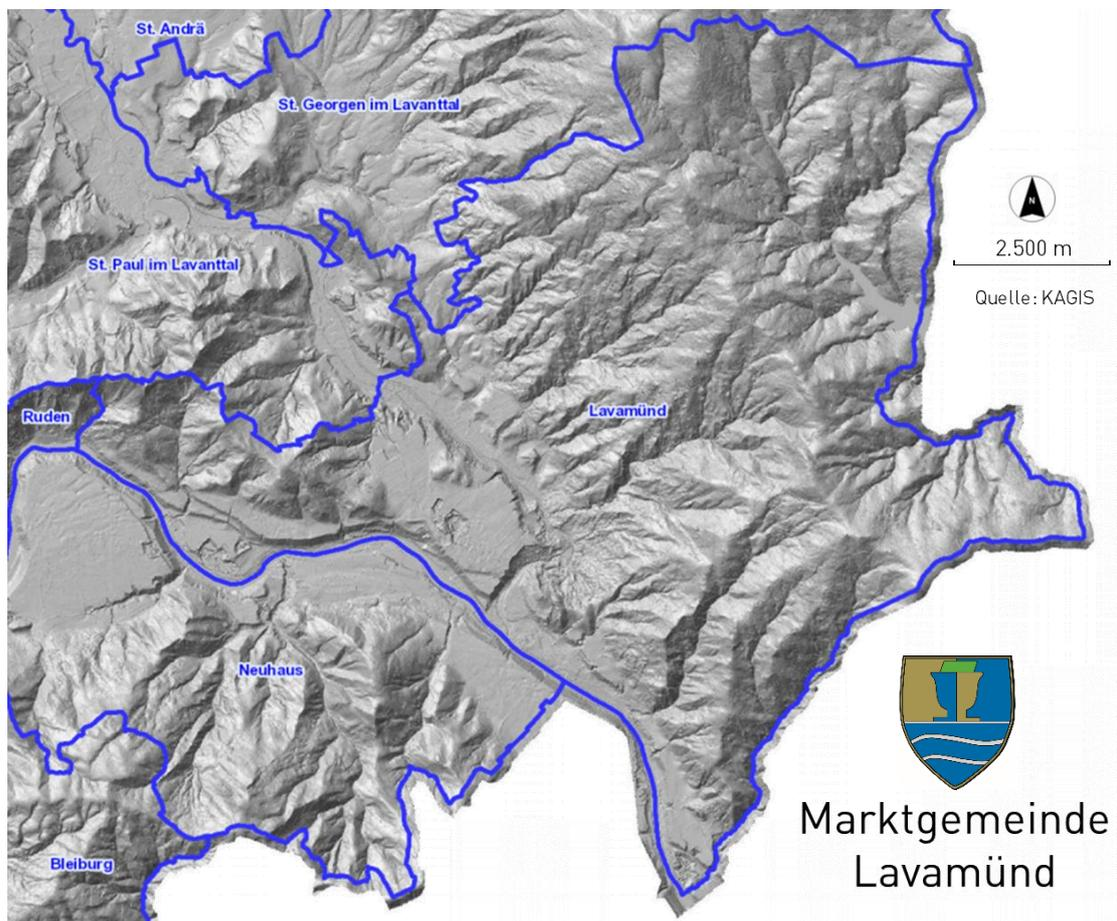 St. Andrä
St. Georgen im Lavanttal
N
2.500 m
St. Paul im Lavanttal
Quelle: KAGIS
Ruden
Lavamünd
Neuhaus
Marktgemeinde
Lavamünd
Bleiburg